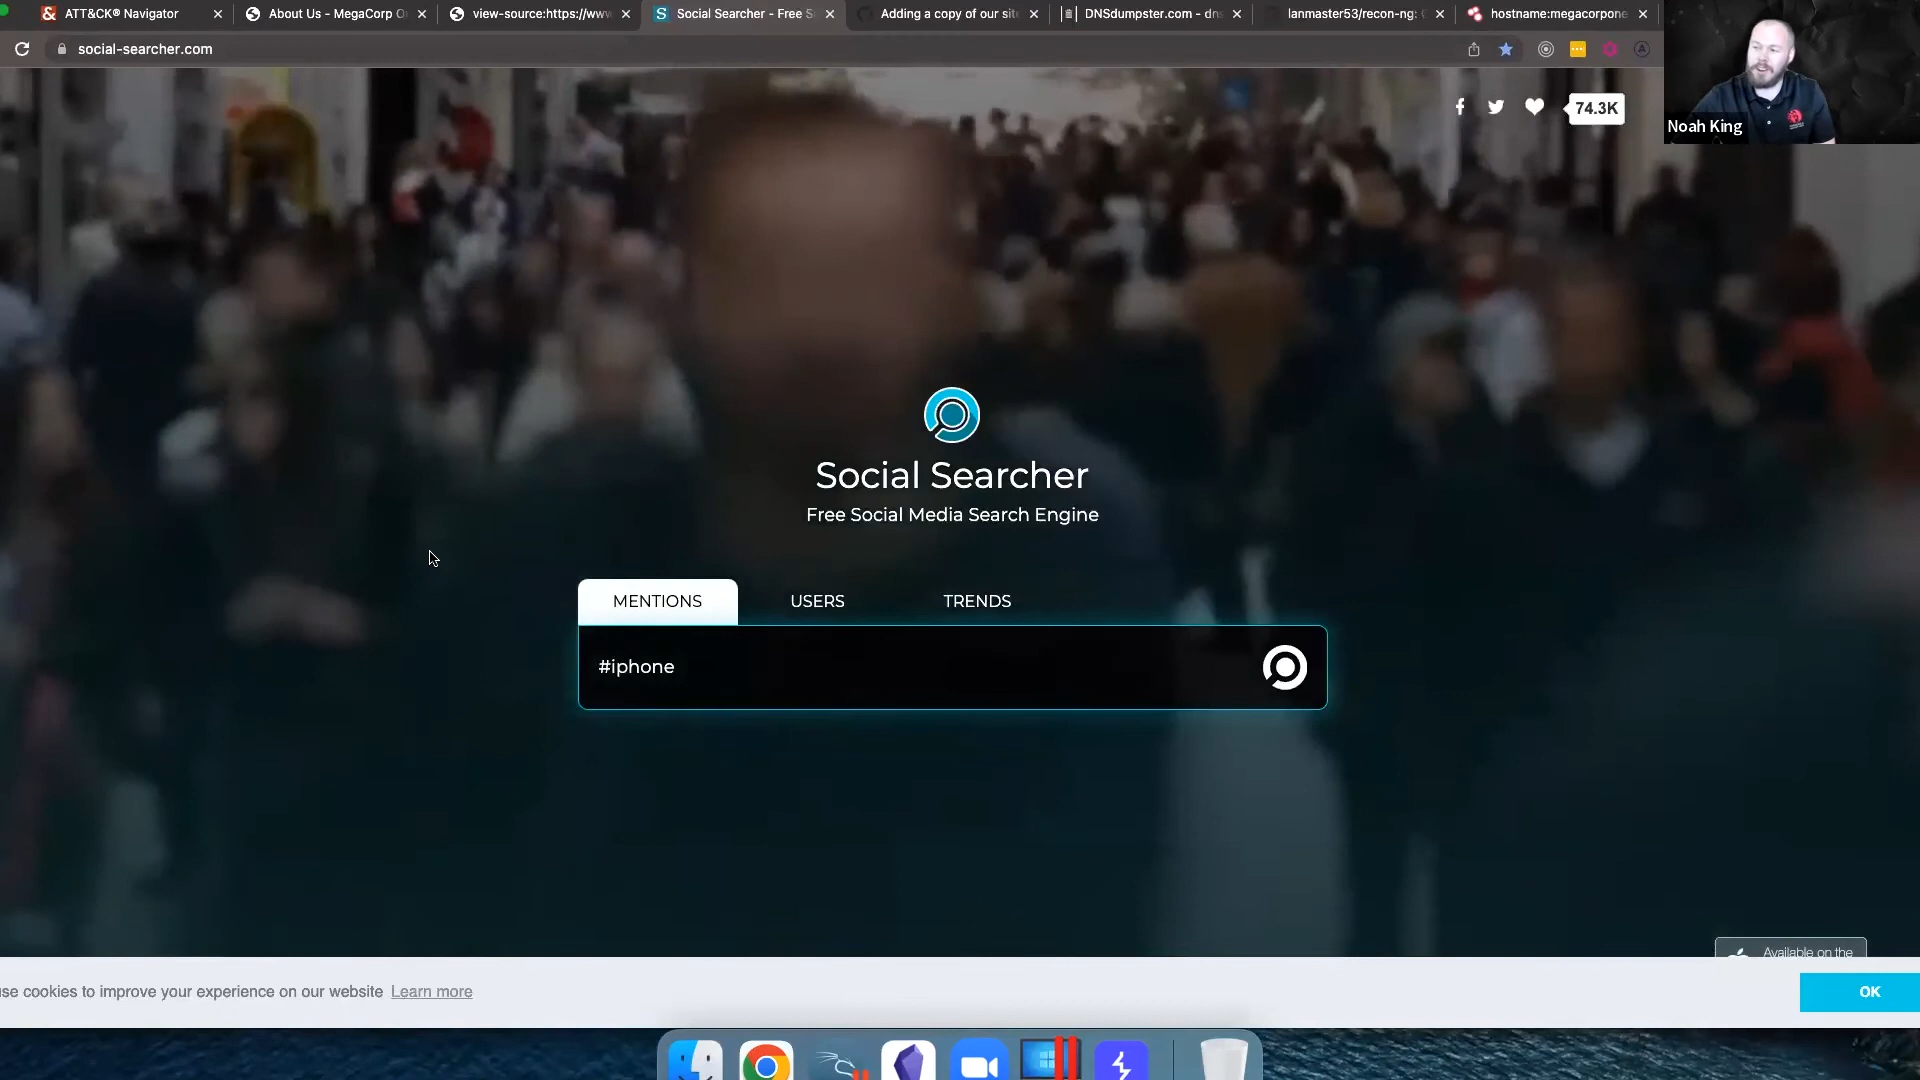 ATT&CK® Navigator
About Us - MegaCorp O
view-source:https://www
Social Searcher - Free S
Adding a copy of our sit
DNSdumpster.com - dns
lanmaster53/recon-ng:
hostname:megacorpone
social-searcher.com
74.3K
Noah King
Social Searcher
Free Social Media Search Engine
MENTIONS
USERS
TRENDS
#iphone
Available on the
se cookies to improve your experience on our website Learn more
OK